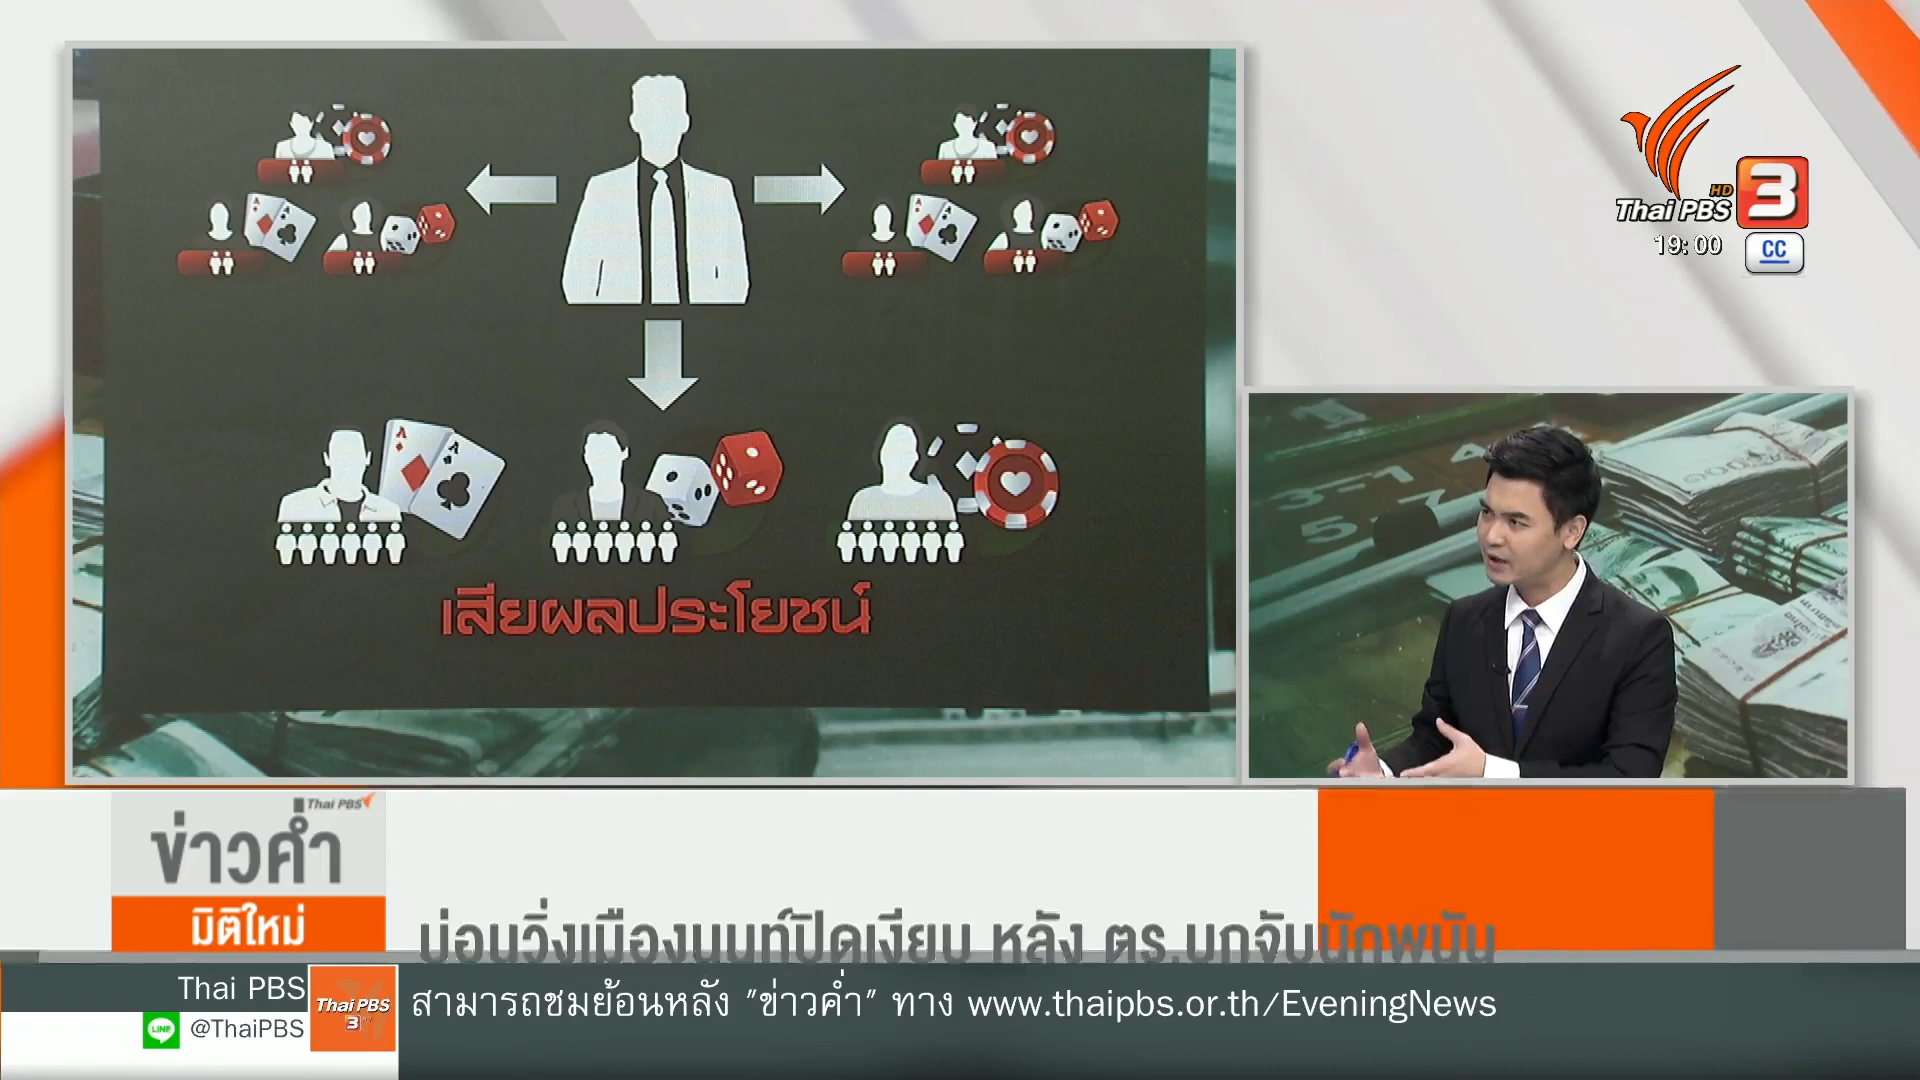 Thai PBS
HD
3
19:00
CC
เสียผลประโยชน์
Thai PBS
ข่าวค่ำ
มิติใหม่
บ่อนวิ่งเมืองนนท์ปิดเงียบ หลัง ตร.บุกจับนักพนัน
Thai PBS
LINE
@ThaiPBS
Thai PBS
3
สามารถชมย้อนหลัง "ข่าวค่ำ" ทาง www.thaipbs.or.th/EveningNews